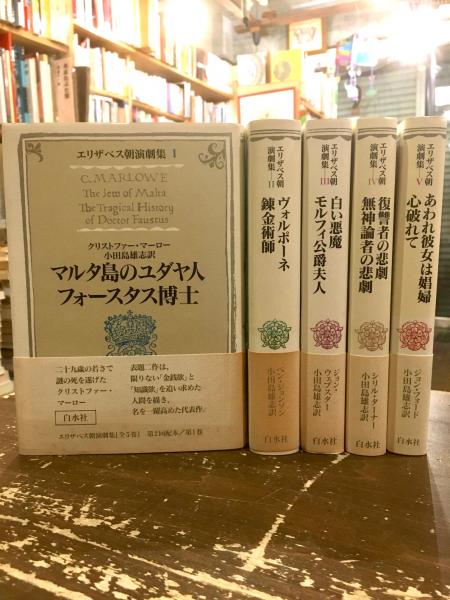 エリザベス朝演劇集 I
C. MARLOWE
The Jew of Malta
The Tragical History
of Doctor Faustus
クリストファー・マーロー
小田島雄志訳
マルタ島のユダヤ人
フォースタス博士
二十九歳の若さで
謎の死を遂げた
クリストファー・
マーロー
表題二作は、
限りない「金銭欲」と
「知識欲」を追い求めた
人間を描き、
名を一躍高めた代表作。
白水社
エリザベス朝演劇集[全5巻] 第2回配本/第1巻
エリザベス朝
演劇集—II
ヴォルポーネ
錬金術師
ベン・ジョンソン
小田島雄志訳
白水社
エリザベス朝
演劇集—III
白い悪魔
モルフィ公爵夫人
ジョン・ウェブスター
小田島雄志訳
白水社
エリザベス朝
演劇集—IV
復讐者の悲劇
無神論者の悲劇
シリル・ターナー
小田島雄志訳
白水社
エリザベス朝
演劇集—V
あわれ彼女は娼婦
心破れて
ジョン・フォード
小田島雄志訳
白水社